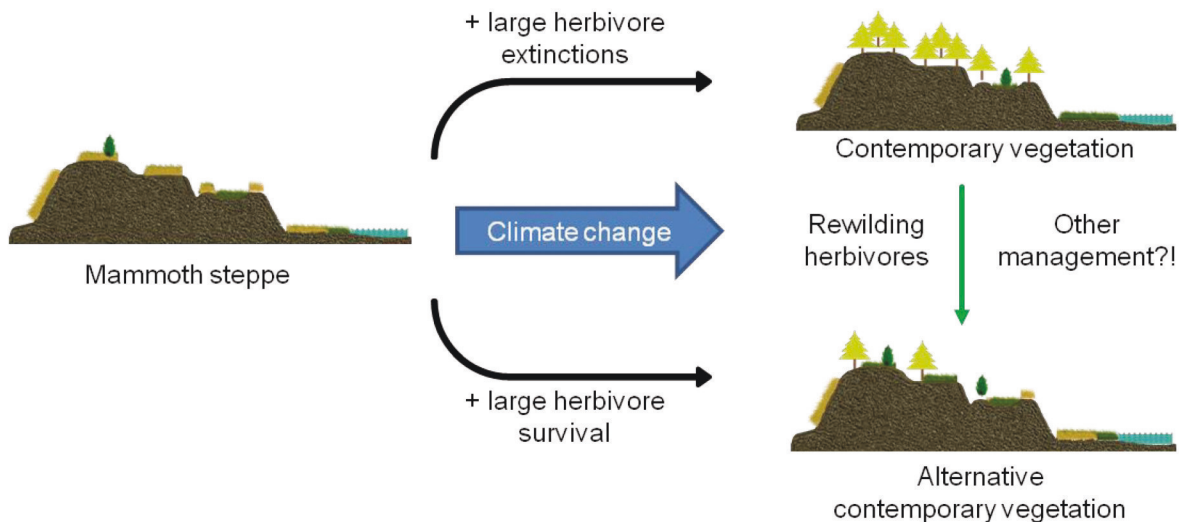 + large herbivore
extinctions
Contemporary vegetation
Mammoth steppe
Climate change
Rewilding
herbivores
Other
management?!
+ large herbivore
survival
Alternative
contemporary vegetation